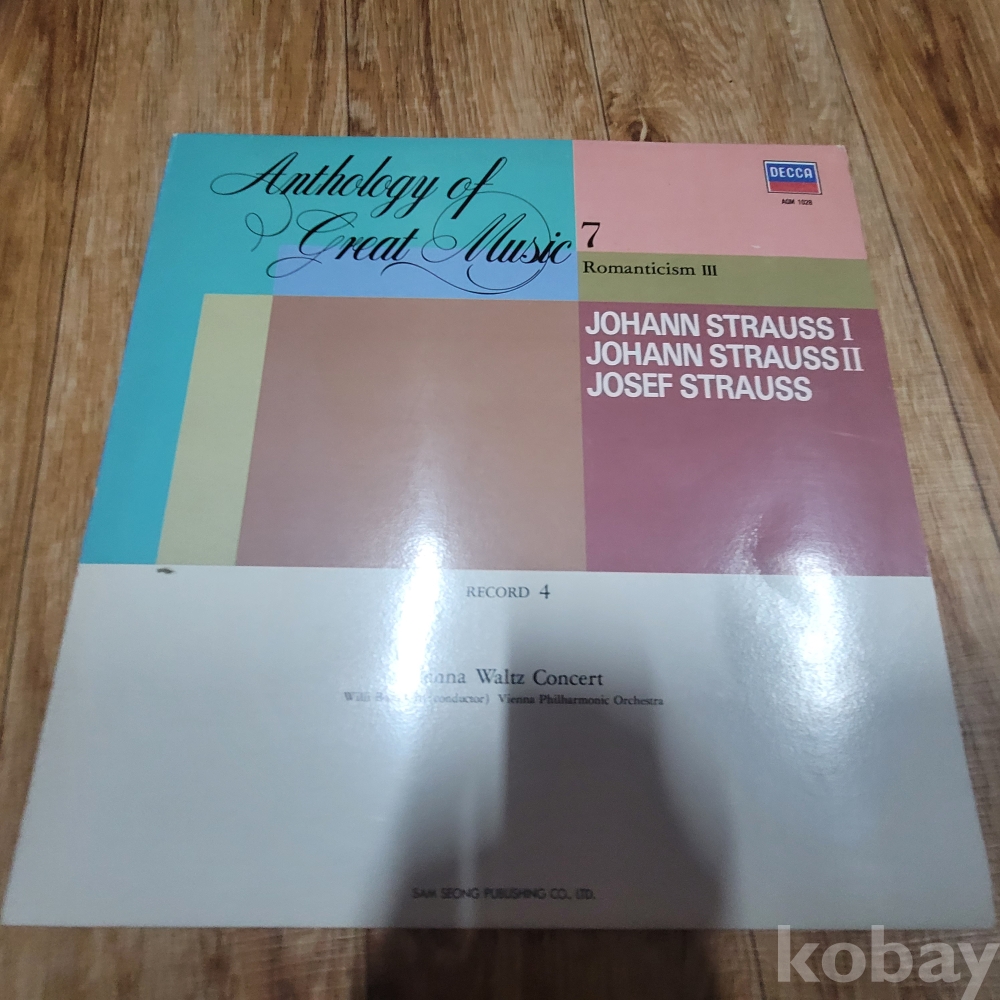 Anthology of
Great Music 7
DECCA
AGM 1028
Romanticism III
JOHANN STRAUSS I
JOHANN STRAUSS II
JOSEF STRAUSS
RECORD 4
Waltz Concert
Willi (conductor) Vienna Philharmonic Orchestra
SAM SEONG PUBLISHING CO., LTD.
kobay